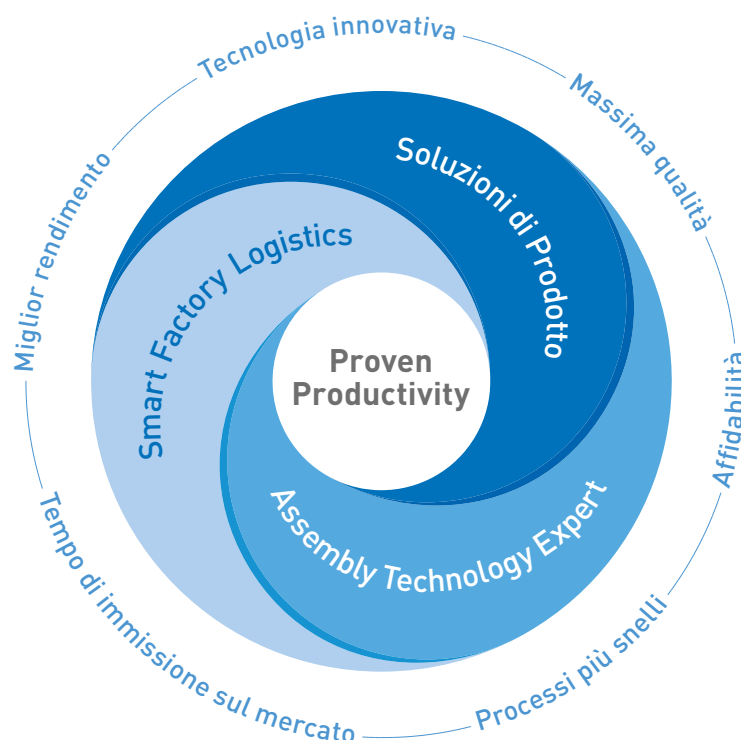 Tecnologia innovativa
Massima qualità
Affidabilità
Processi più snelli
Tempo di immissione sul mercato
Miglior rendimento
Soluzioni di Prodotto
Assembly Technology Expert
Smart Factory Logistics
Proven
Productivity